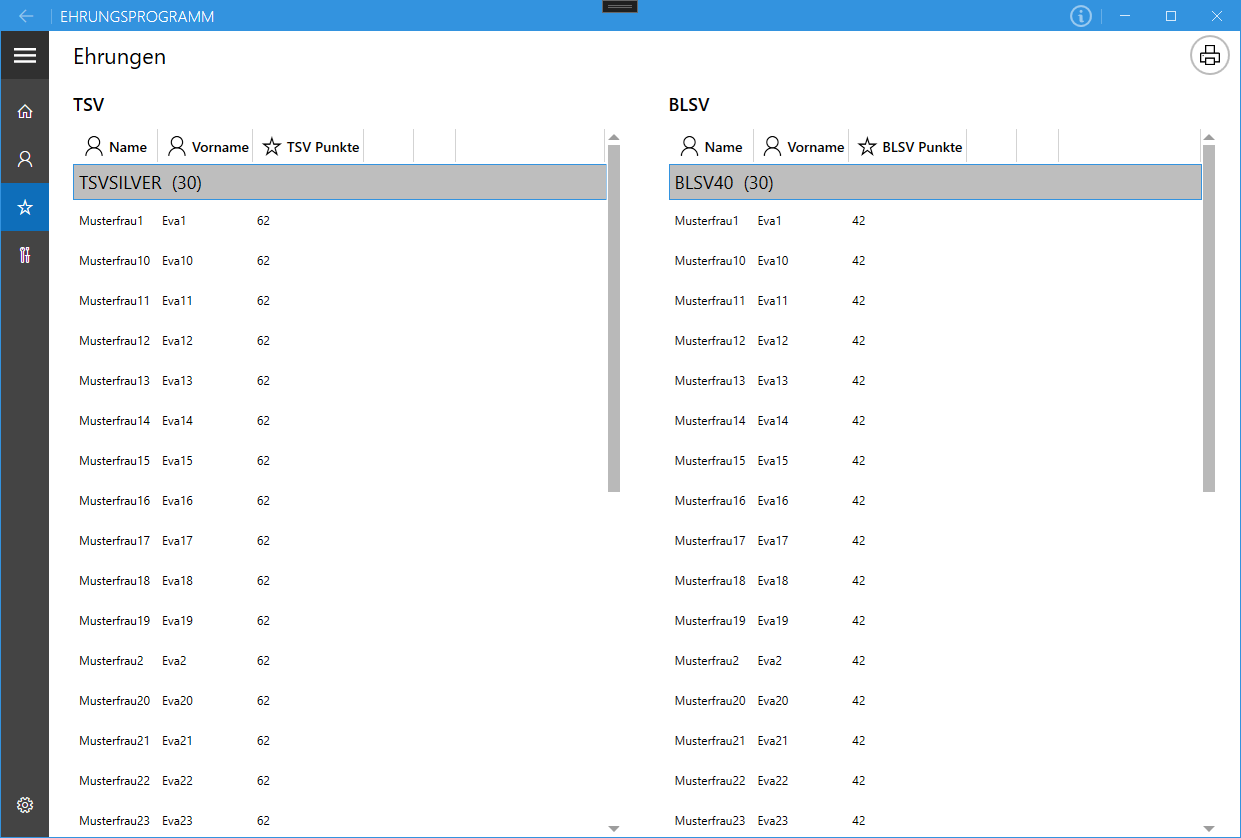 EHRUNGSPROGRAMM
Ehrungen
TSV
Name Vorname TSV Punkte
TSVSILVER (30)
Musterfrau1 Eva1 62
Musterfrau10 Eva10 62
Musterfrau11 Eva11 62
Musterfrau12 Eva12 62
Musterfrau13 Eva13 62
Musterfrau14 Eva14 62
Musterfrau15 Eva15 62
Musterfrau16 Eva16 62
Musterfrau17 Eva17 62
Musterfrau18 Eva18 62
Musterfrau19 Eva19 62
Musterfrau2 Eva2 62
Musterfrau20 Eva20 62
Musterfrau21 Eva21 62
Musterfrau22 Eva22 62
Musterfrau23 Eva23 62
BLSV
Name Vorname BLSV Punkte
BLSV40 (30)
Musterfrau1 Eva1 42
Musterfrau10 Eva10 42
Musterfrau11 Eva11 42
Musterfrau12 Eva12 42
Musterfrau13 Eva13 42
Musterfrau14 Eva14 42
Musterfrau15 Eva15 42
Musterfrau16 Eva16 42
Musterfrau17 Eva17 42
Musterfrau18 Eva18 42
Musterfrau19 Eva19 42
Musterfrau2 Eva2 42
Musterfrau20 Eva20 42
Musterfrau21 Eva21 42
Musterfrau22 Eva22 42
Musterfrau23 Eva23 42